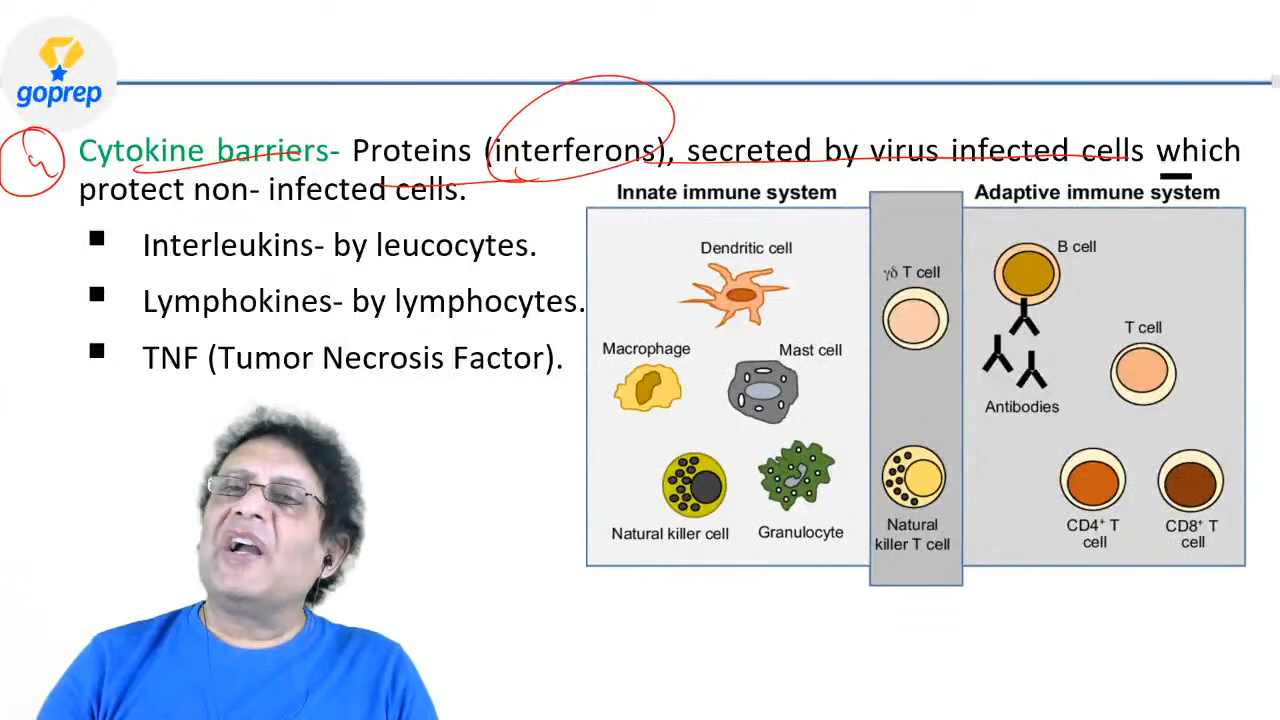 goprep
4
Cytokine barriers- Proteins (interferons), secreted by virus infected cells which
protect non- infected cells.
Interleukins- by leucocytes.
Lymphokines- by lymphocytes.
TNF (Tumor Necrosis Factor).
Innate immune system
Adaptive immune system
Dendritic cell
Macrophage
Mast cell
Natural killer cell
Granulocyte
γδ T cell
Natural
killer T cell
B cell
T cell
Antibodies
CD4⁺ T
cell
CD8⁺ T
cell